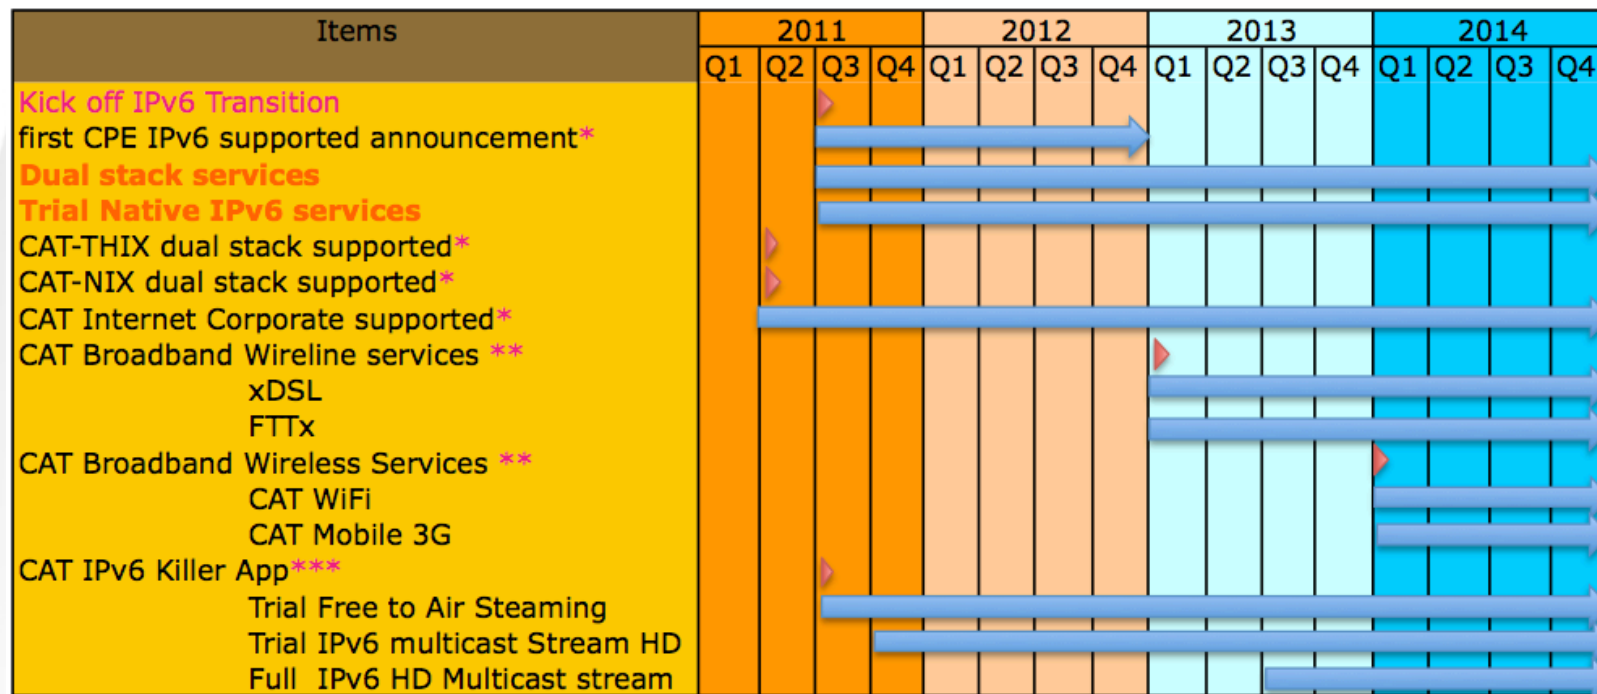 Items 2011 2012 2013 2014
Q1 Q2 Q3 Q4 Q1 Q2 Q3 Q4 Q1 Q2 Q3 Q4 Q1 Q2 Q3 Q4
Kick off IPv6 Transition
first CPE IPv6 supported announcement*
Dual stack services
Trial Native IPv6 services
CAT-THIX dual stack supported*
CAT-NIX dual stack supported*
CAT Internet Corporate supported*
CAT Broadband Wireline services **
xDSL
FTTx
CAT Broadband Wireless Services **
CAT WiFi
CAT Mobile 3G
CAT IPv6 Killer App***
Trial Free to Air Steaming
Trial IPv6 multicast Stream HD
Full IPv6 HD Multicast stream